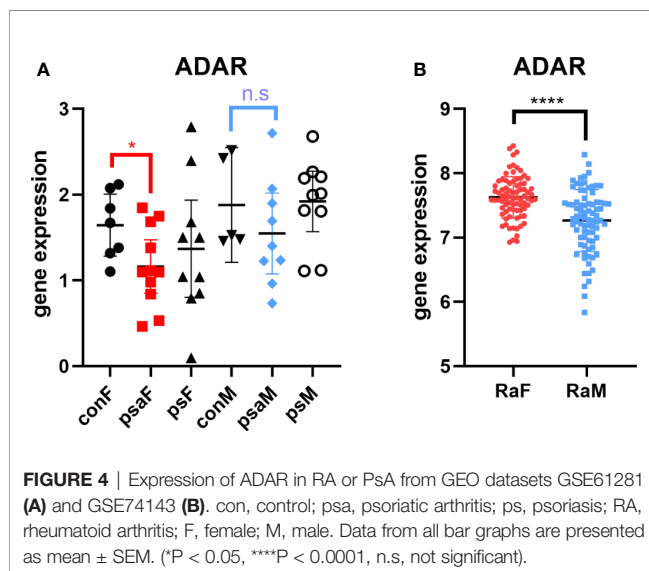 A
ADAR
n.s
*
gene expression
3
2
1
0
conF
psaF
psF
conM
psaM
psM
B
ADAR
****
gene expression
9
8
7
6
5
RaF
RaM
FIGURE 4 | Expression of ADAR in RA or PsA from GEO datasets GSE61281
(A) and GSE74143 (B). con, control; psa, psoriatic arthritis; ps, psoriasis; RA,
rheumatoid arthritis; F, female; M, male. Data from all bar graphs are presented
as mean ± SEM. (*P < 0.05, ****P < 0.0001, n.s, not significant).